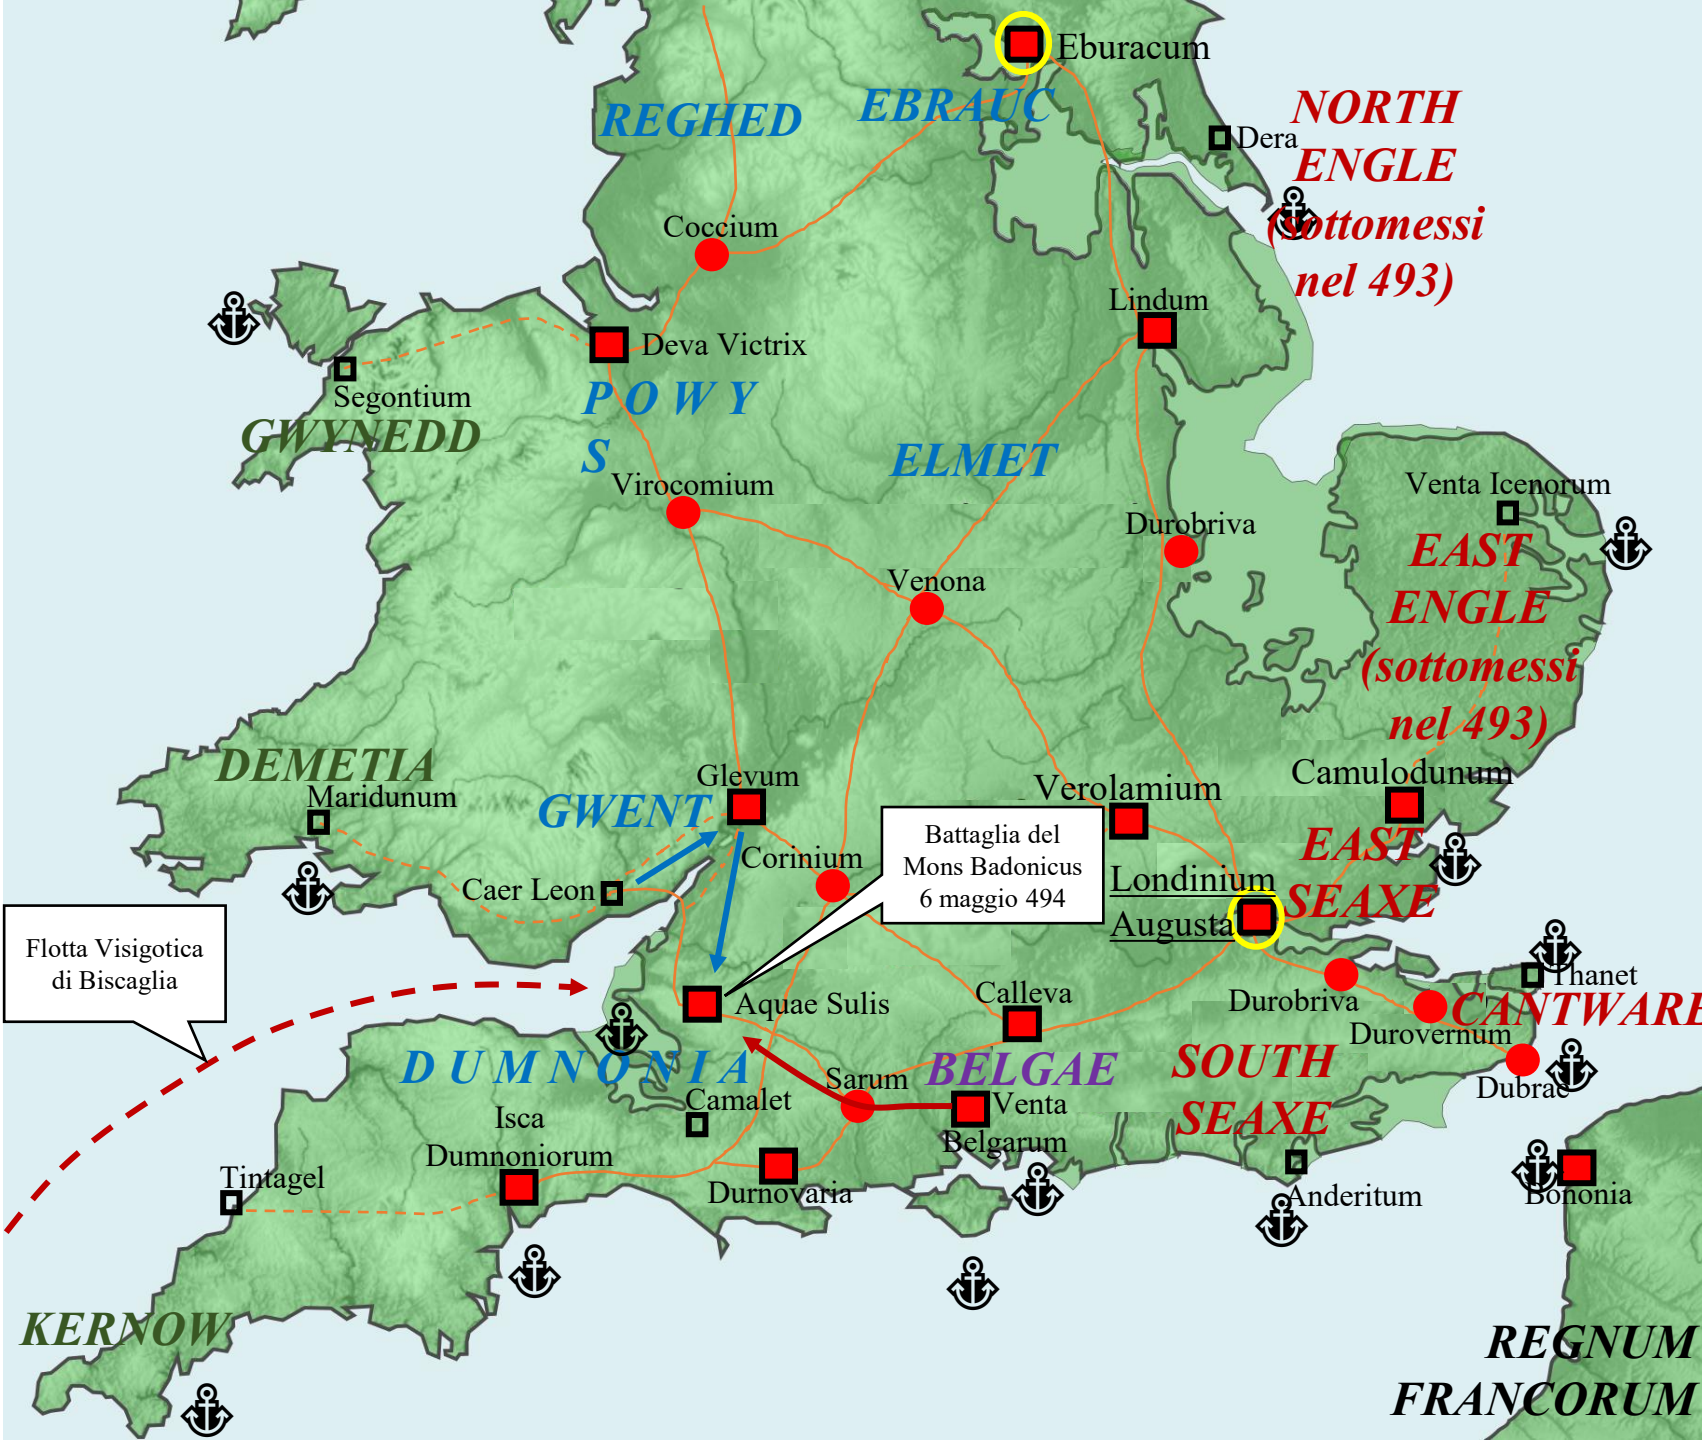 Eburacum
EBRAUC
REGHED
NORTH
ENGLE
(sottomessi
nel 493)
Dera
Coccium
Lindum
Deva Victrix
Segontium
GWYNEDD
P O W Y
S
ELMET
Virocomium
Venta Icenorum
Durobriva
EAST
ENGLE
(sottomessi
nel 493)
Venona
DEMETIA
Maridunum
Glevum
GWENT
Verolamium
Camulodunum
Battaglia del
Mons Badonicus
6 maggio 494
EAST
SEAXE
Corinium
Caer Leon
Londinium
Augusta
Flotta Visigotica
di Biscaglia
Thanet
Aquae Sulis
Calleva
Durobriva
CANTWARE
Durovernum
D U M N O N I A
BELGAE
SOUTH
SEAXE
Sarum
Dubrae
Camalet
Venta
Belgarum
Isca
Dumnoniorum
Tintagel
Durnovaria
Anderitum
Bononia
KERNOW
REGNUM
FRANCORUM